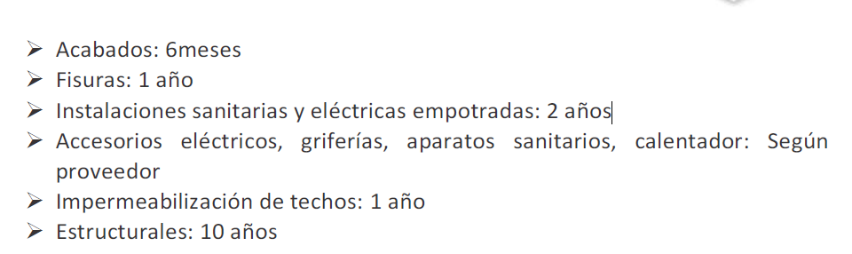 ➢ Acabados: 6meses
➢ Fisuras: 1 año
➢ Instalaciones sanitarias y eléctricas empotradas: 2 años
➢ Accesorios eléctricos, griferías, aparatos sanitarios, calentador: Según
proveedor
➢ Impermeabilización de techos: 1 año
➢ Estructurales: 10 años